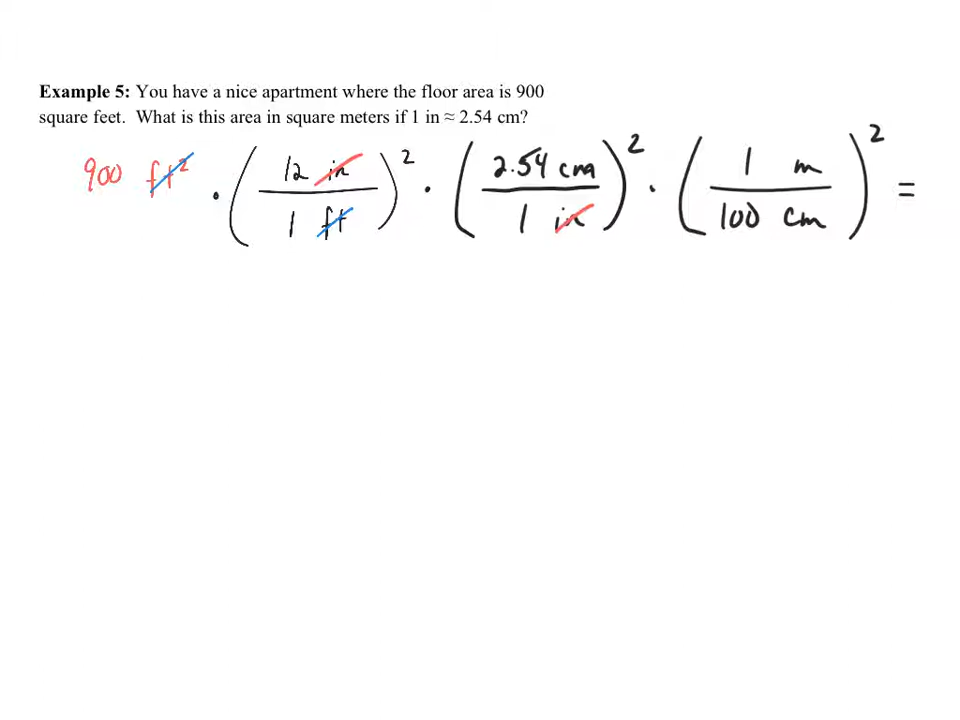 Example 5: You have a nice apartment where the floor area is 900
square feet. What is this area in square meters if 1 in ≈ 2.54 cm?
900 ft² · (12 in / 1 ft)² · (2.54 cm / 1 in)² · (1 m / 100 cm)² =